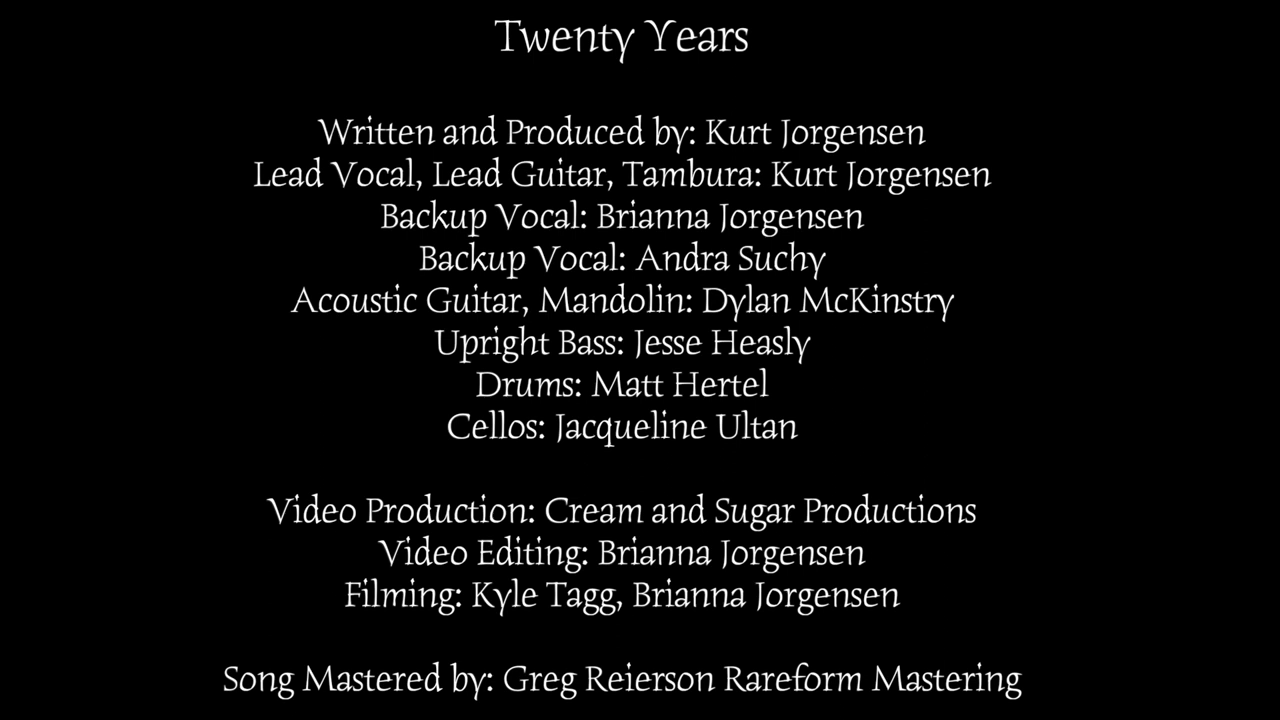 Twenty Years
Written and Produced by: Kurt Jorgensen
Lead Vocal, Lead Guitar, Tambura: Kurt Jorgensen
Backup Vocal: Brianna Jorgensen
Backup Vocal: Andra Suchy
Acoustic Guitar, Mandolin: Dylan McKinstry
Upright Bass: Jesse Heasly
Drums: Matt Hertel
Cellos: Jacqueline Ultan
Video Production: Cream and Sugar Productions
Video Editing: Brianna Jorgensen
Filming: Kyle Tagg, Brianna Jorgensen
Song Mastered by: Greg Reierson Rareform Mastering